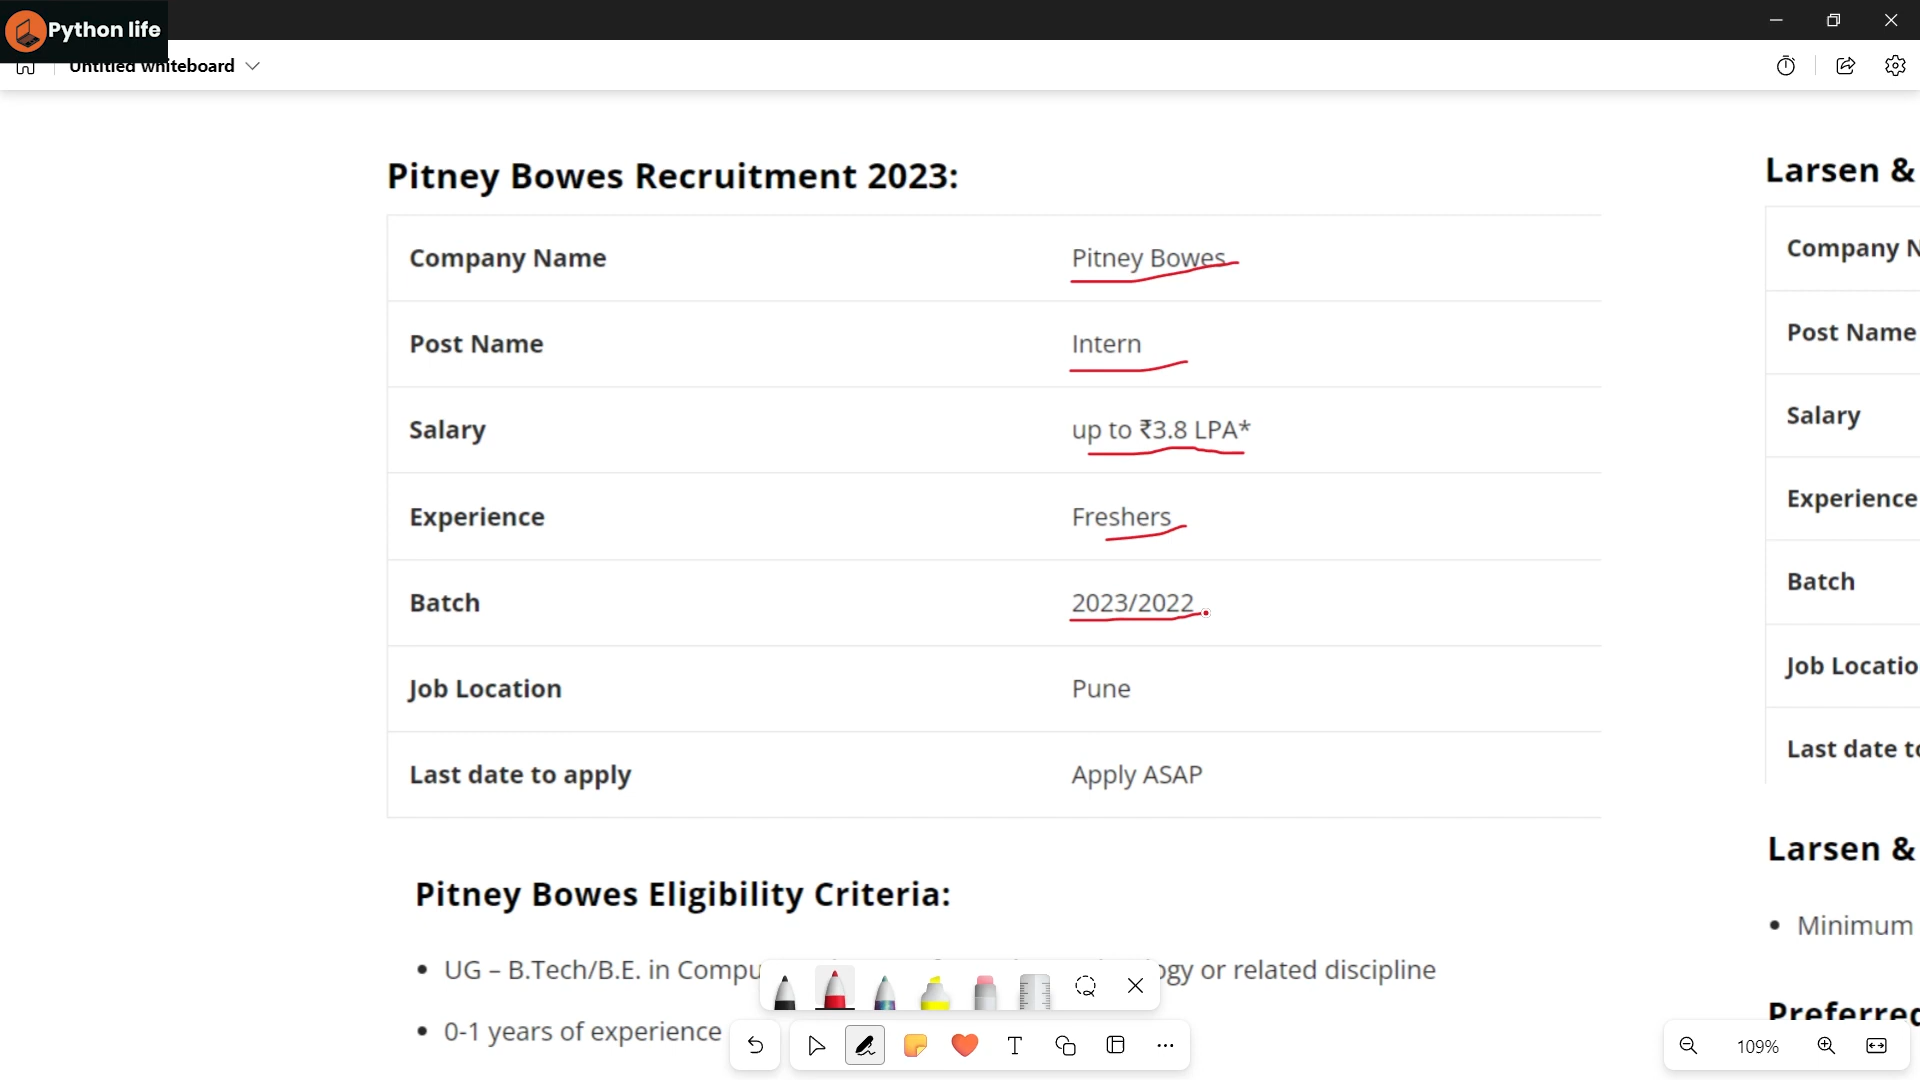 Python life
Untitled whiteboard
Pitney Bowes Recruitment 2023:
Company Name Pitney Bowes
Post Name Intern
Salary up to ₹3.8 LPA*
Experience Freshers
Batch 2023/2022
Job Location Pune
Last date to apply Apply ASAP
Pitney Bowes Eligibility Criteria:
• UG – B.Tech/B.E. in Compu ogy or related discipline
• 0-1 years of experience
Larsen &
Company N
Post Name
Salary
Experience
Batch
Job Locatio
Last date to
Larsen &
• Minimum
Preferred
109%